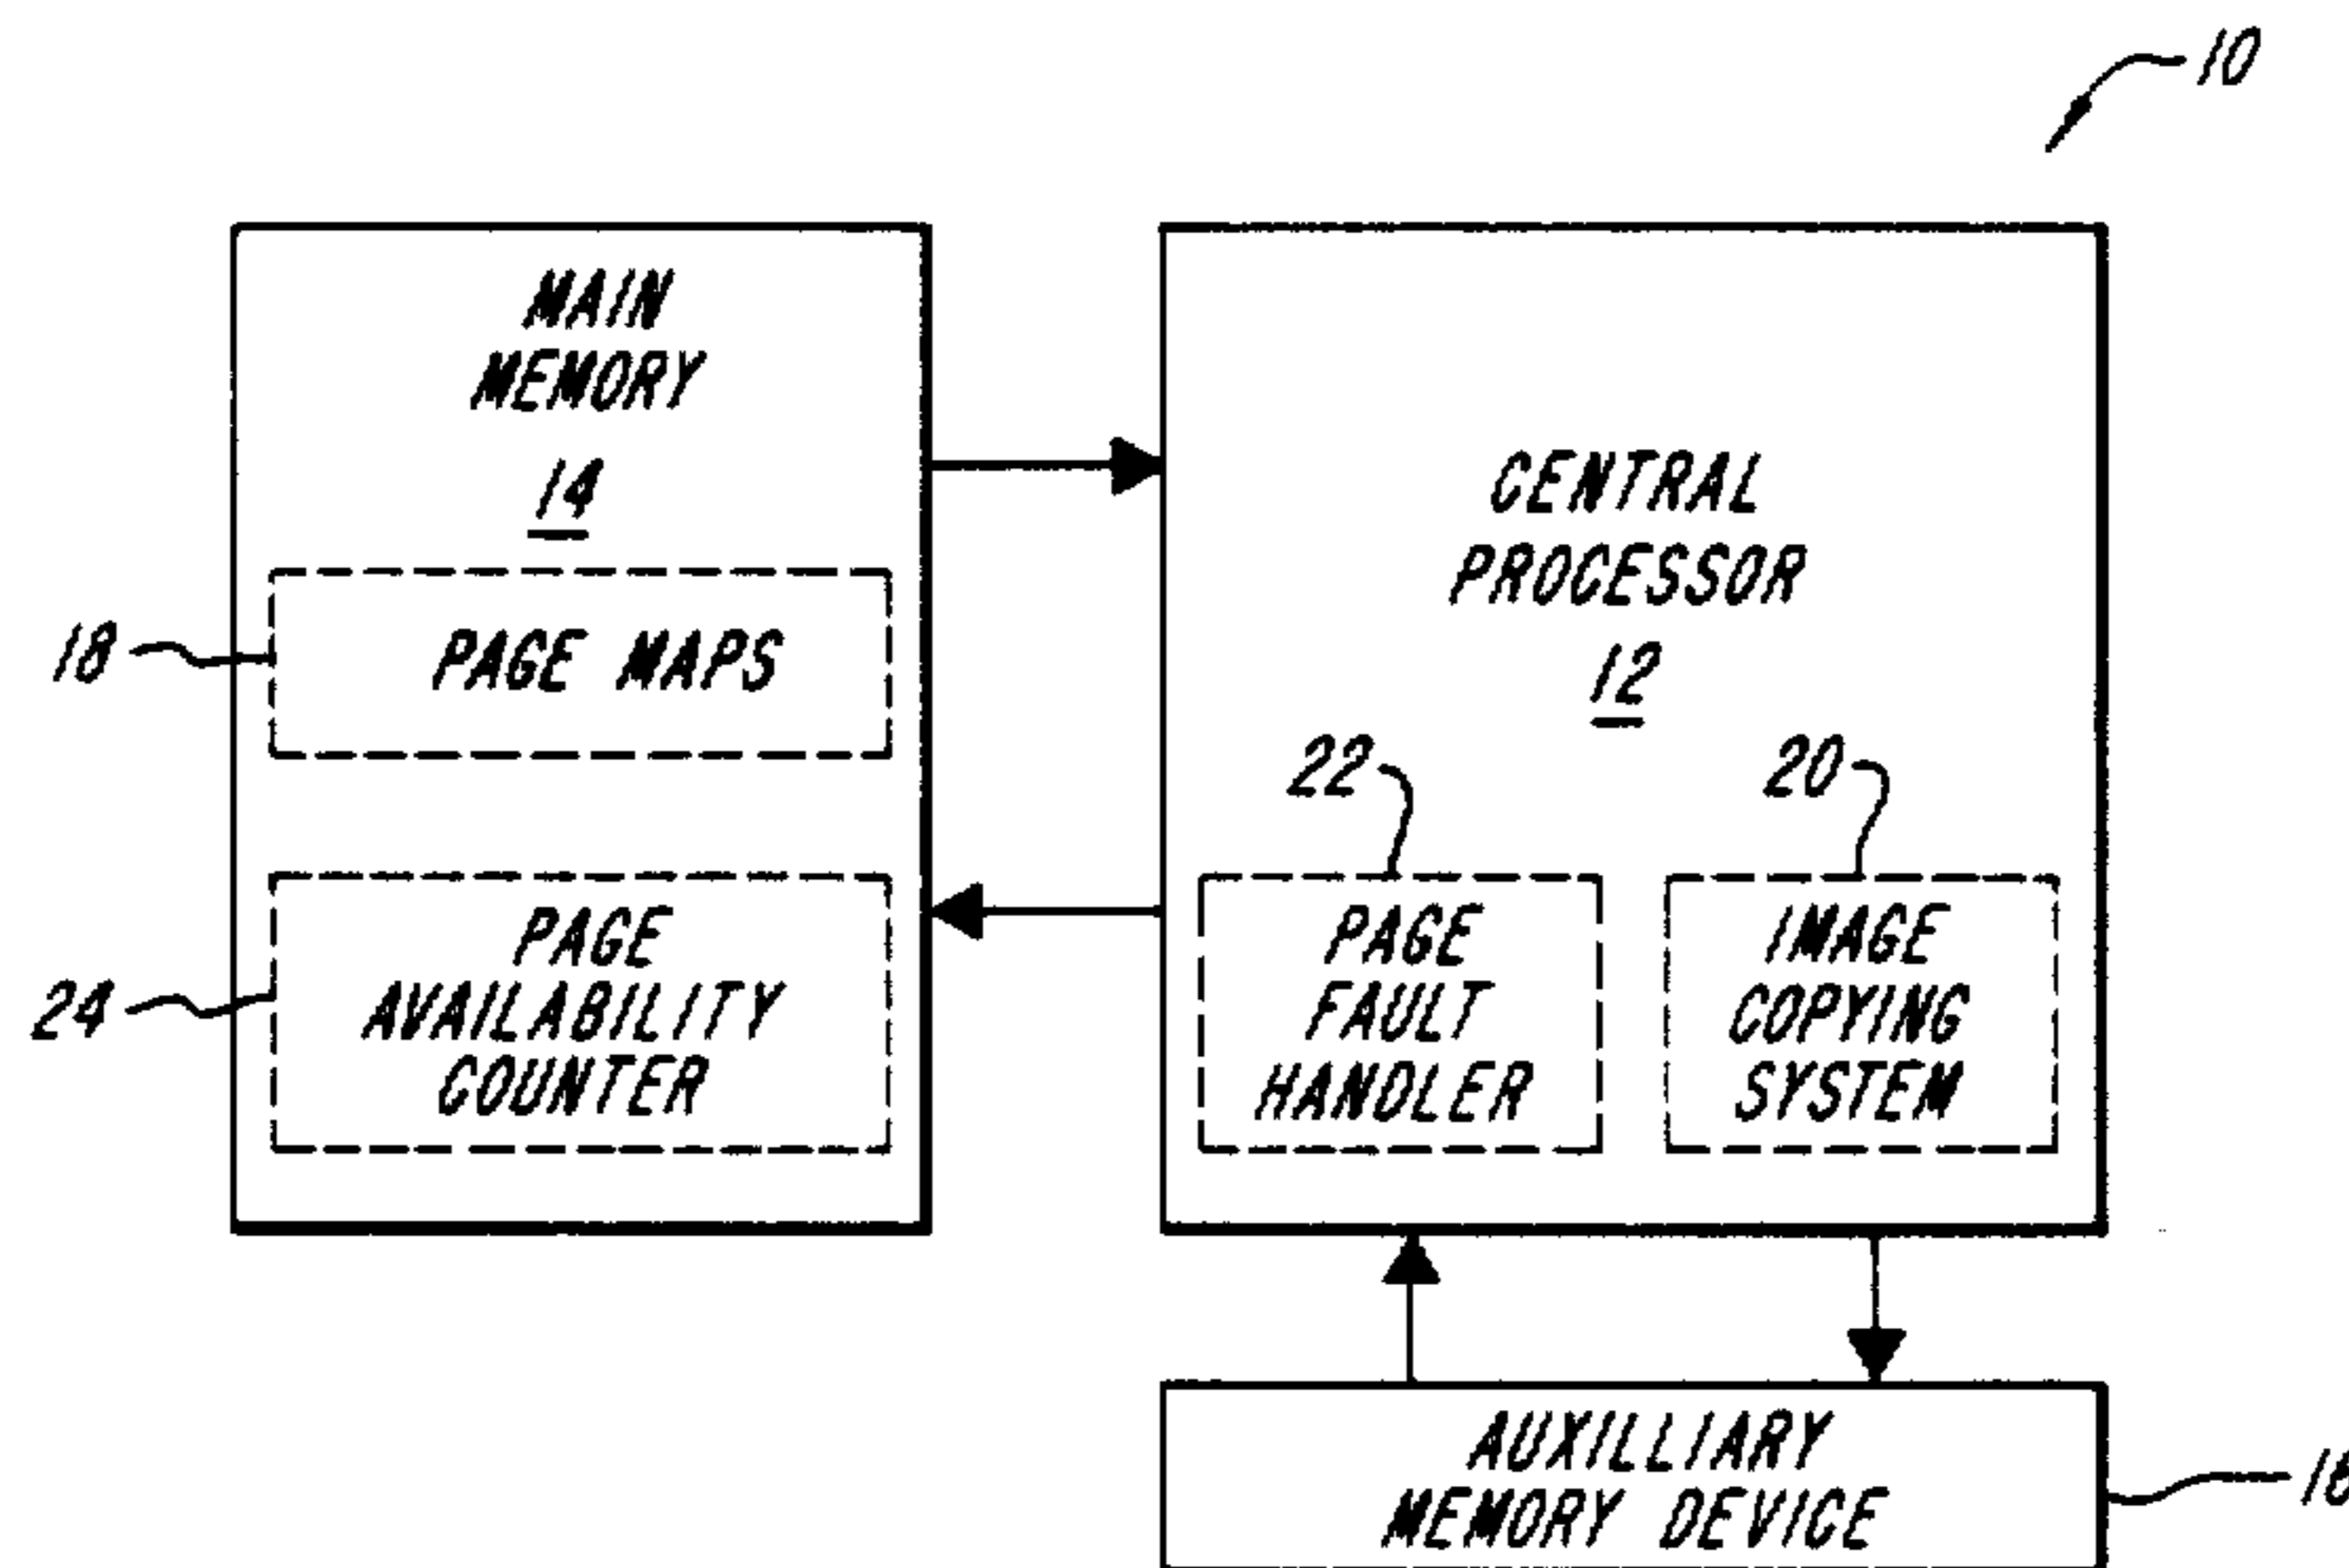 10
MAIN
MEMORY
14
18
PAGE MAPS
24
PAGE
AVAILABILITY
COUNTER
CENTRAL
PROCESSOR
12
22
20
PAGE
FAULT
HANDLER
IMAGE
COPYING
SYSTEM
AUXILLIARY
MEMORY DEVICE